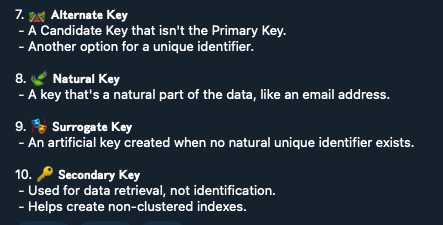 7. 🛤️ Alternate Key
- A Candidate Key that isn't the Primary Key.
- Another option for a unique identifier.
8. 🌿 Natural Key
- A key that's a natural part of the data, like an email address.
9. 🎭 Surrogate Key
- An artificial key created when no natural unique identifier exists.
10. 🔑 Secondary Key
- Used for data retrieval, not identification.
- Helps create non-clustered indexes.